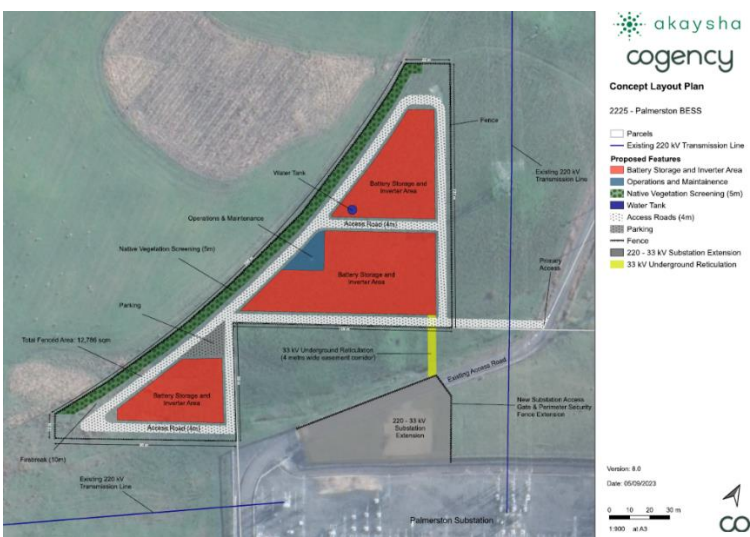 akaysha
cogency
Concept Layout Plan
2225 - Palmerston BESS
Parcels
Existing 220 kV Transmission Line
Proposed Features
Battery Storage and Inverter Area
Operations and Maintainence
Native Vegetation Screening (5m)
Water Tank
Access Roads (4m)
Parking
Fence
220 - 33 kV Substation Extension
33 kV Underground Reticulation
Fence
Existing 220 kV
Transmission Line
Water Tank
Battery Storage and
Inverter Area
Operations & Maintenance
Access Road (4m)
Native Vegetation Screening (5m)
Battery Storage and
Inverter Area
Primary
Access
Parking
Total Fenced Area: 12,786 sqm
33 kV Underground Reticulation
(4 metre wide easement corridor)
Existing Access Road
Battery Storage and
Inverter Area
New Substation Access
Gate & Perimeter Security
Fence Extension
220 - 33 kV
Substation
Extension
Access Road (4m)
Firebreak (10m)
Existing 220 kV
Transmission Line
Palmerston Substation
Version: 8.0
Date: 05/09/2023
0 10 20 30 m
1:900 at A3
CO